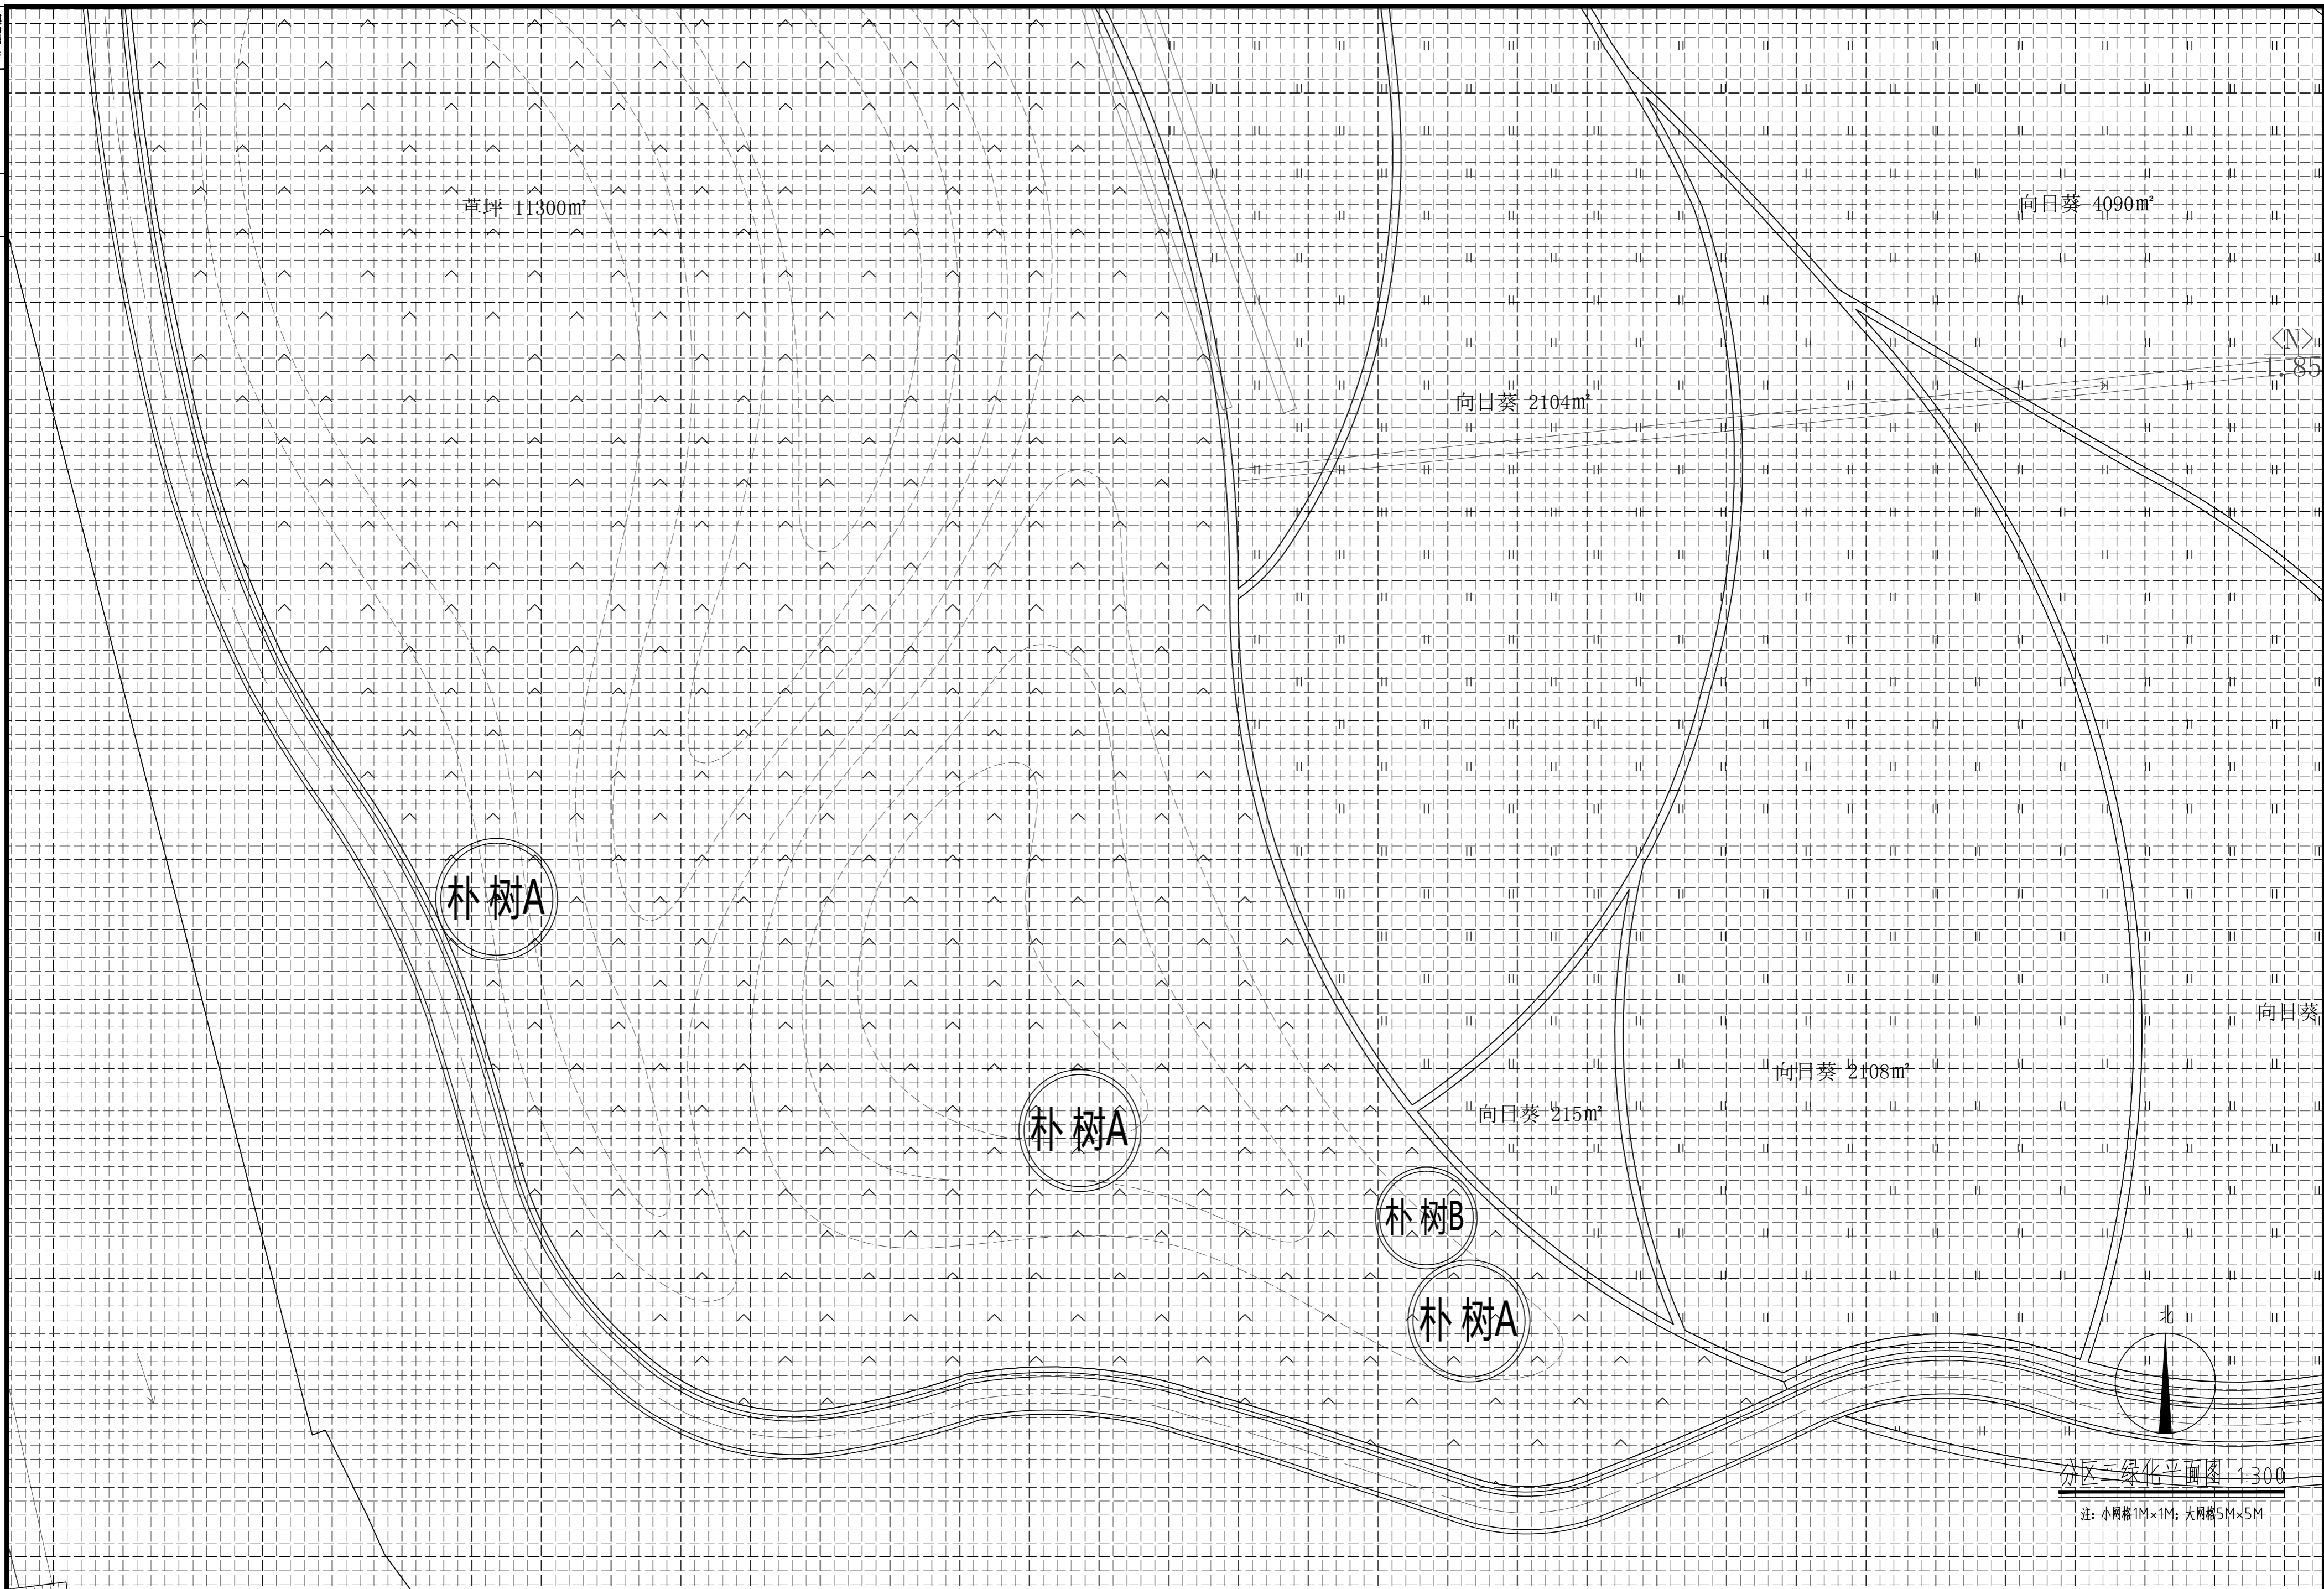 草坪 11300㎡
向日葵 4090㎡
<N>
1.85
向日葵 2104㎡
朴树A
向日葵
向日葵 2108㎡
向日葵 215㎡
朴树A
朴树B
朴树A
北
分区三绿化平面图 1:300
注: 小网格1M×1M; 大网格5M×5M